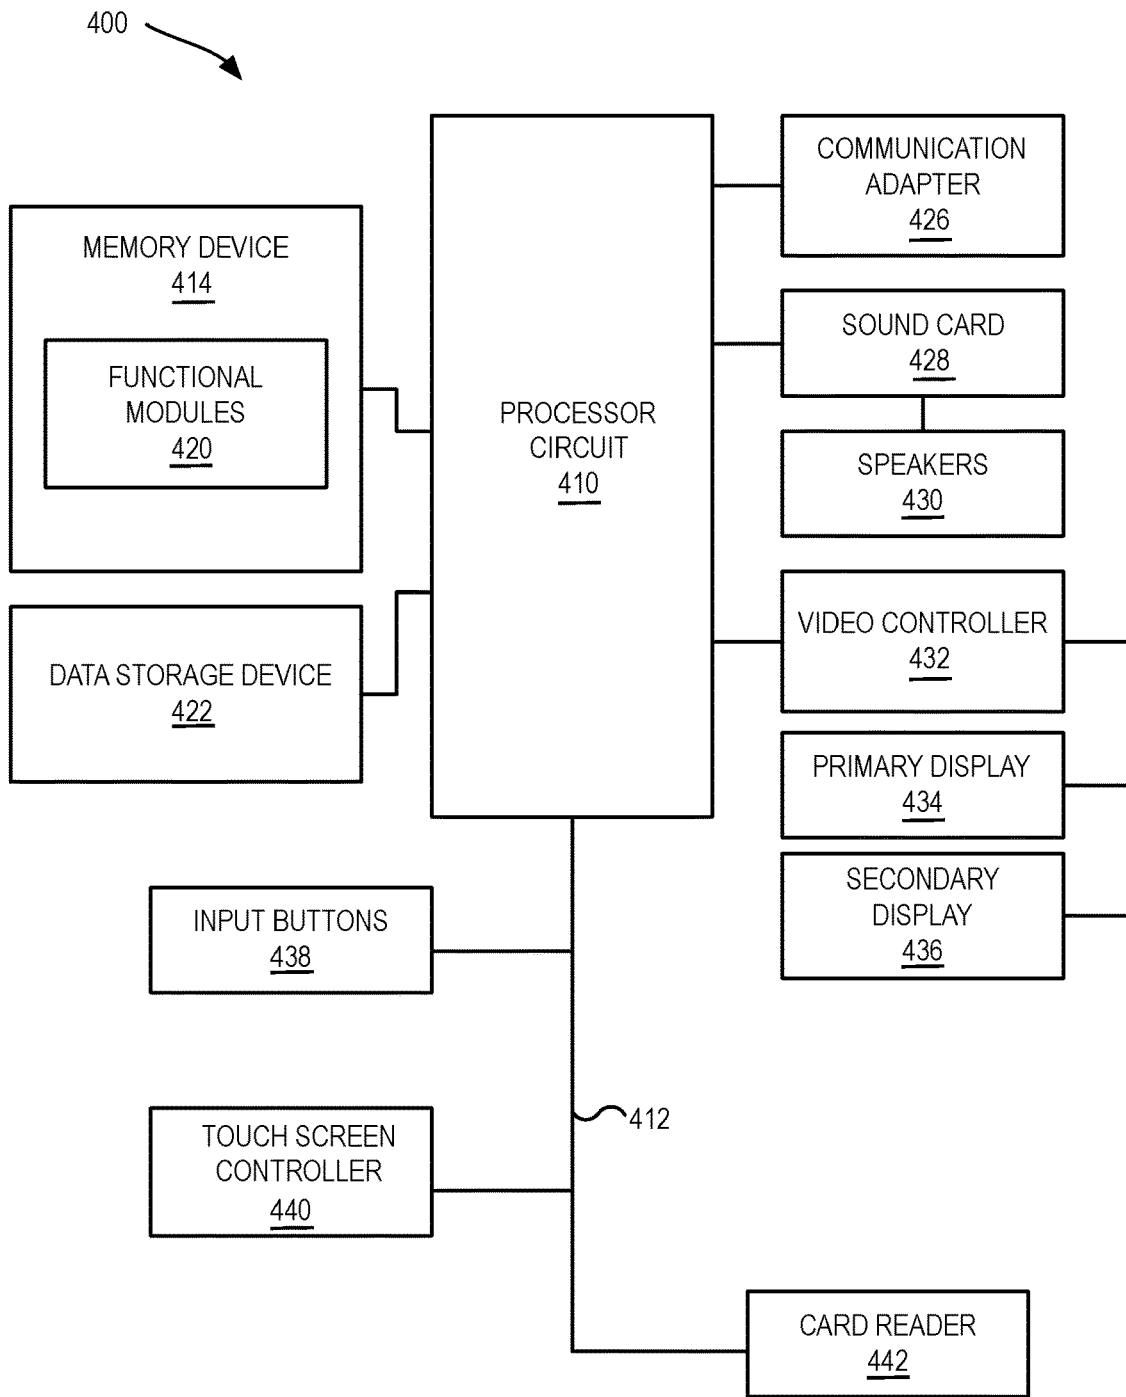 400
MEMORY DEVICE
414
FUNCTIONAL
MODULES
420
DATA STORAGE DEVICE
422
PROCESSOR
CIRCUIT
410
COMMUNICATION
ADAPTER
426
SOUND CARD
428
SPEAKERS
430
VIDEO CONTROLLER
432
PRIMARY DISPLAY
434
SECONDARY
DISPLAY
436
INPUT BUTTONS
438
412
TOUCH SCREEN
CONTROLLER
440
CARD READER
442